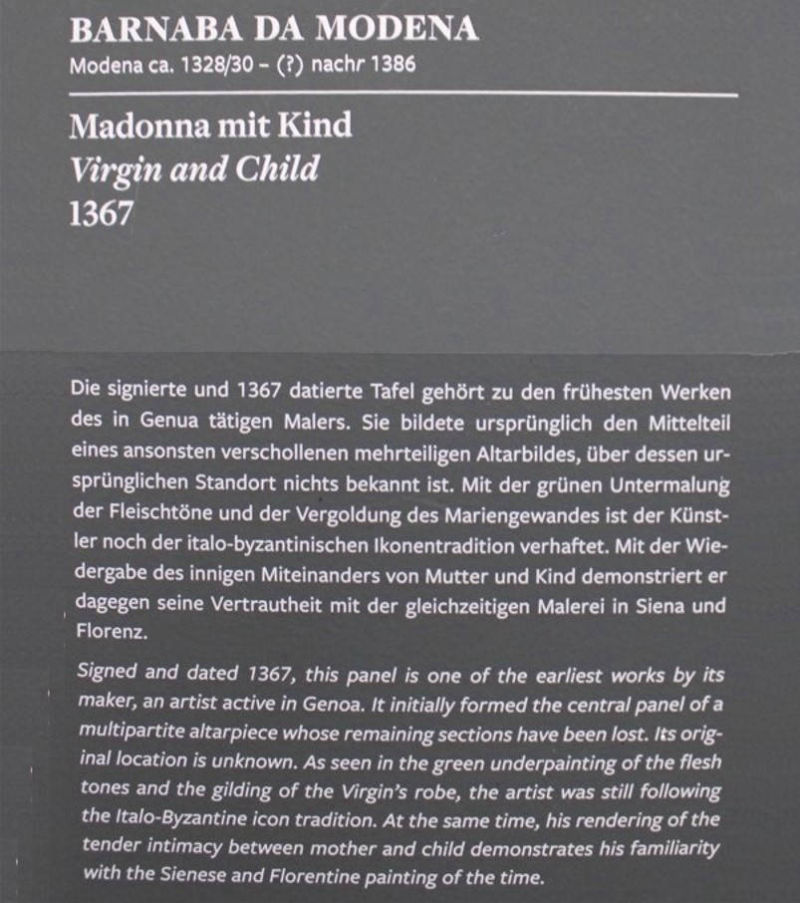 BARNABA DA MODENA
Modena ca. 1328/30 – (?) nachr 1386
Madonna mit Kind
Virgin and Child
1367
Die signierte und 1367 datierte Tafel gehört zu den frühesten Werken
des in Genua tätigen Malers. Sie bildete ursprünglich den Mittelteil
eines ansonsten verschollenen mehrteiligen Altarbildes, über dessen ur-
sprünglichen Standort nichts bekannt ist. Mit der grünen Untermalung
der Fleischtöne und der Vergoldung des Mariengewandes ist der Künst-
ler noch der italo-byzantinischen Ikonentradition verhaftet. Mit der Wie-
dergabe des innigen Miteinanders von Mutter und Kind demonstriert er
dagegen seine Vertrautheit mit der gleichzeitigen Malerei in Siena und
Florenz.
Signed and dated 1367, this panel is one of the earliest works by its
maker, an artist active in Genoa. It initially formed the central panel of a
multipartite altarpiece whose remaining sections have been lost. Its orig-
inal location is unknown. As seen in the green underpainting of the flesh
tones and the gilding of the Virgin's robe, the artist was still following
the Italo-Byzantine icon tradition. At the same time, his rendering of the
tender intimacy between mother and child demonstrates his familiarity
with the Sienese and Florentine painting of the time.